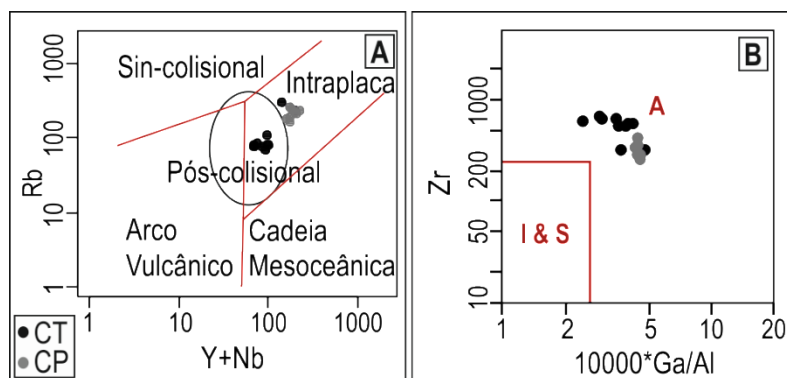 A
1000
100
10
1
Rb
Sin-colisional
Intraplaca
Pós-colisional
Arco
Vulcânico
Cadeia
Mesoceânica
CT
CP
1
10
100
1000
Y+Nb
B
1000
200
50
10
Zr
A
I & S
1
2
5
10
20
10000*Ga/Al